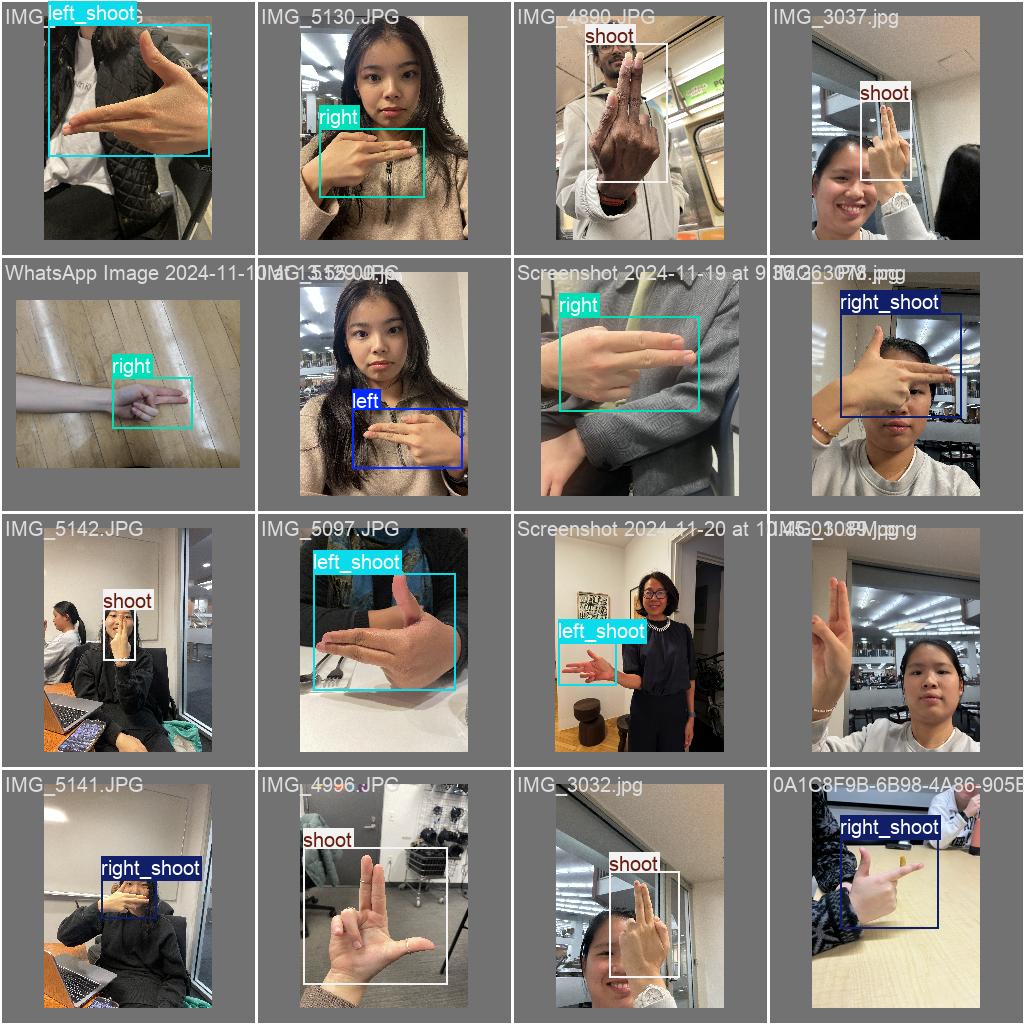 left_shoot
IMG_5130.JPG
right
IMG_4890.JPG
shoot
IMG_3037.jpg
shoot
WhatsApp Image 2024-11-1
right
left
Screenshot 2024-11-19 at 9
right
right_shoot
IMG_5142.JPG
shoot
IMG_5097.JPG
left_shoot
Screenshot 2024-11-20 at 1
left_shoot
IMG_5141.JPG
right_shoot
IMG_4996.JPG
shoot
IMG_3032.jpg
shoot
0A1C8F9B-6B98-4A86-905E
right_shoot